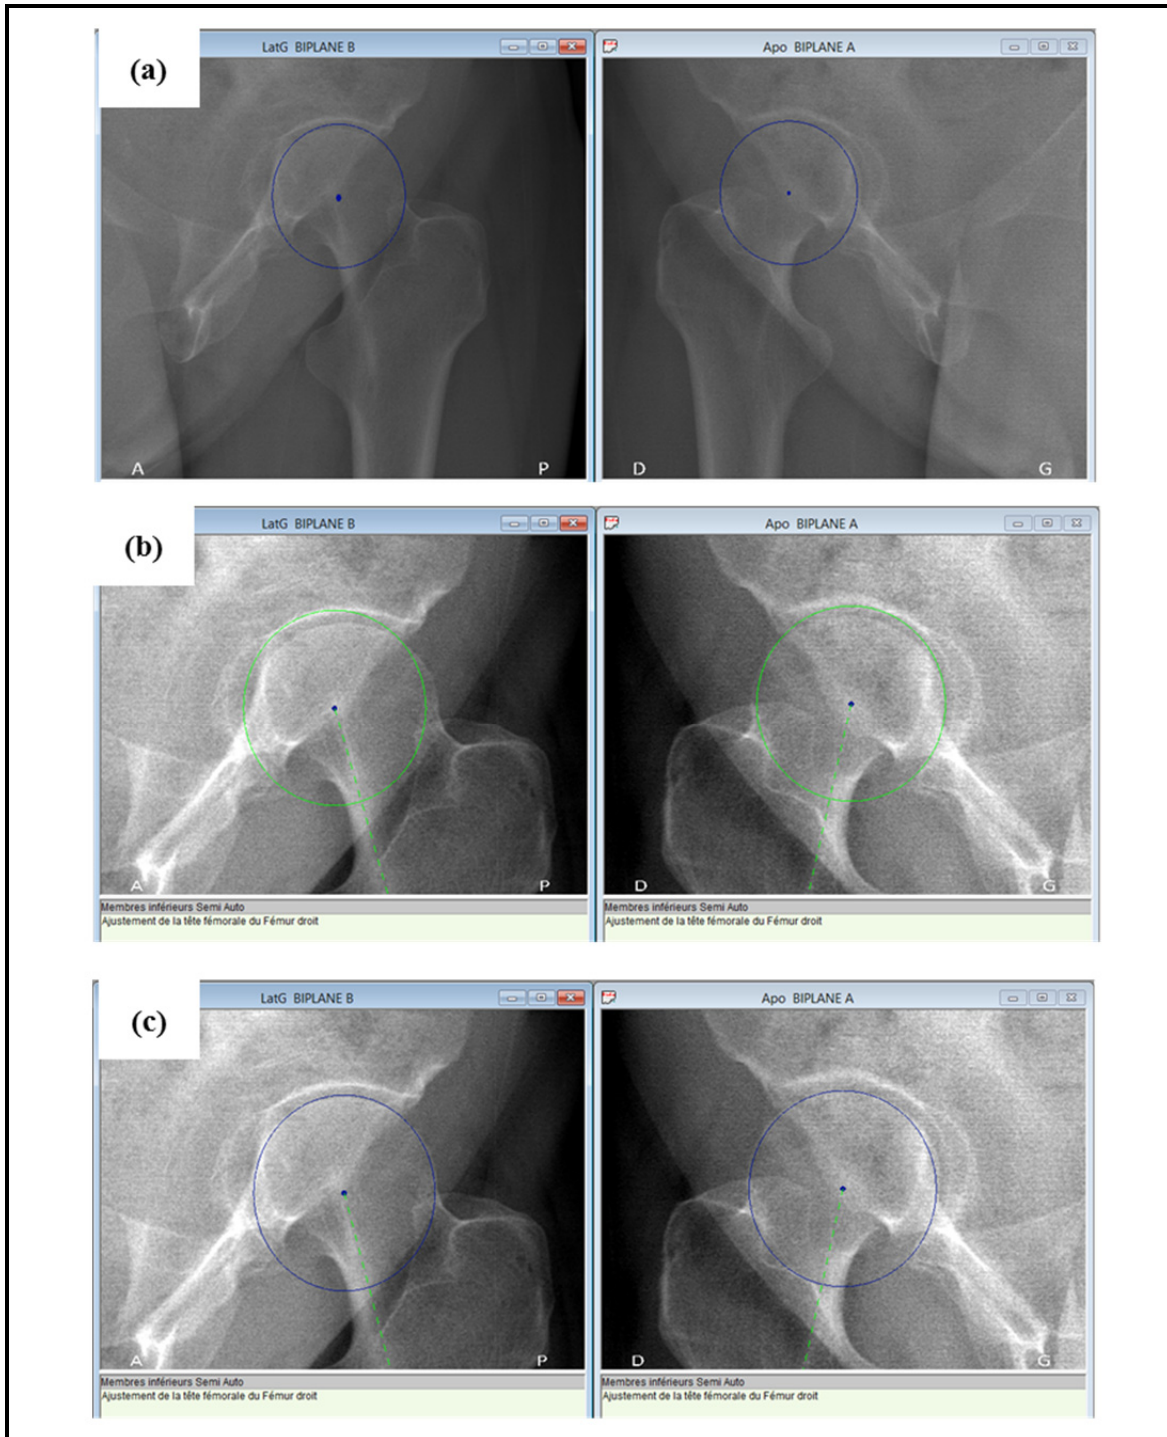 (a)
LatG BIPLANE B
Apo BIPLANE A
A
P
D
G
(b)
LatG BIPLANE B
Apo BIPLANE A
A
P
D
G
Membres inférieurs Semi Auto
Ajustement de la tête fémorale du Fémur droit
Membres inférieurs Semi Auto
Ajustement de la tête fémorale du Fémur droit
(c)
LatG BIPLANE B
Apo BIPLANE A
A
P
D
G
Membres inférieurs Semi Auto
Ajustement de la tête fémorale du Fémur droit
Membres inférieurs Semi Auto
Ajustement de la tête fémorale du Fémur droit